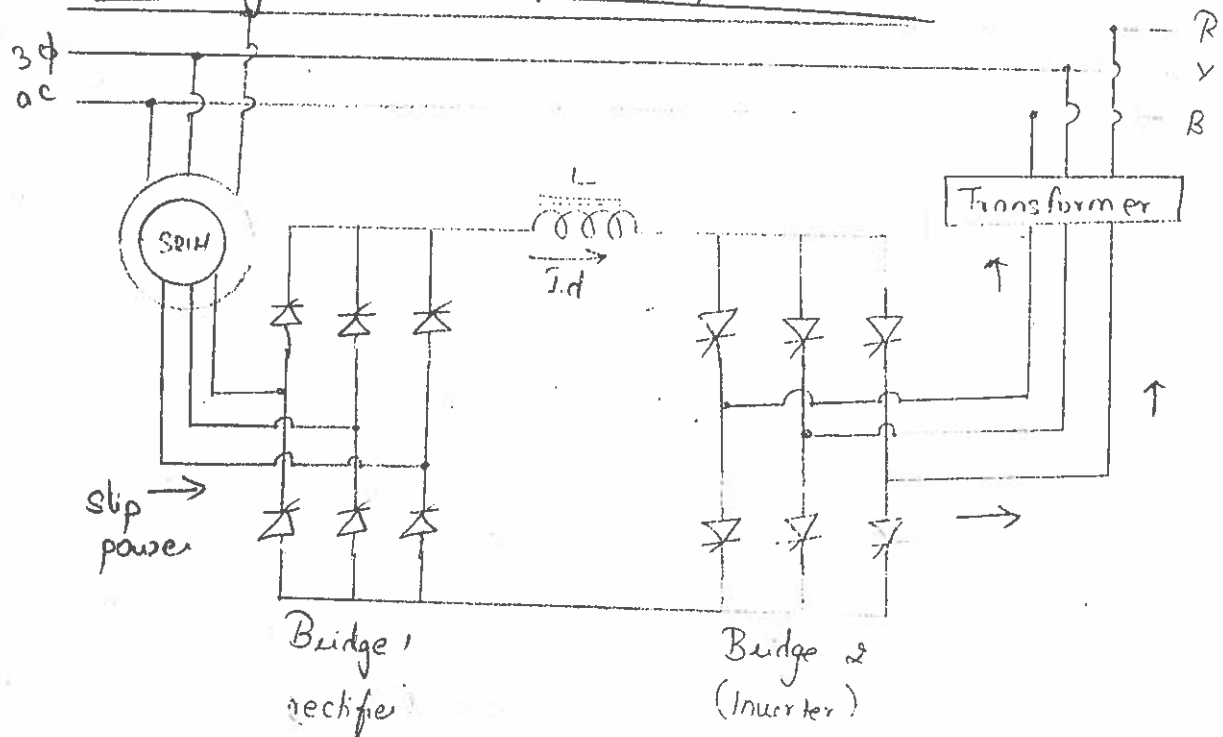 3ϕ
ac
R
Y
B
Transformer
SRIM
L
Id
slip
power
Bridge 1
rectifier
Bridge 2
(Inverter)